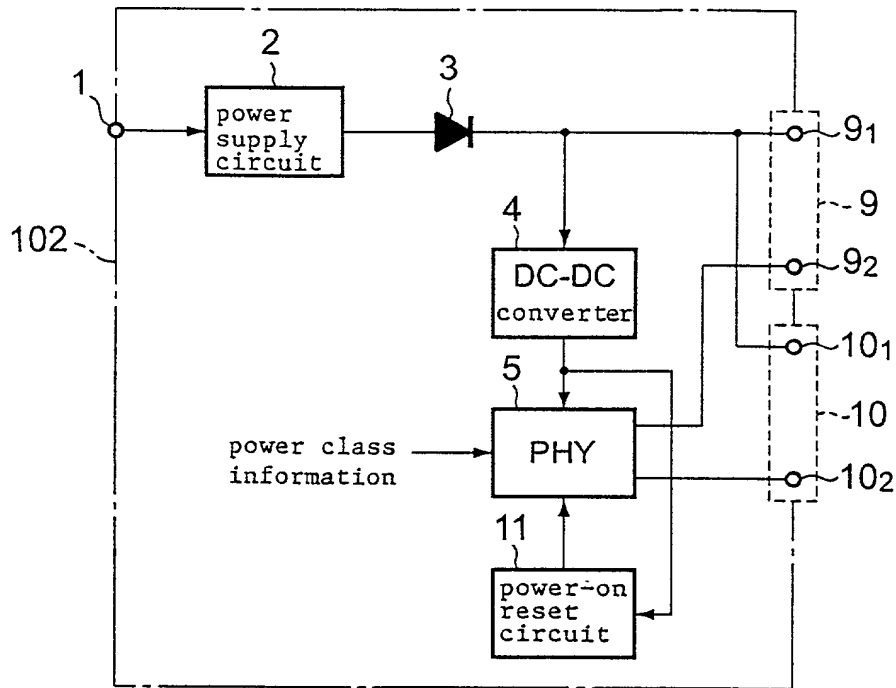 2
3
1
power
supply
circuit
9₁
9
102
4
9₂
DC-DC
converter
10₁
5
10
power class
information
PHY
10₂
11
power-on
reset
circuit